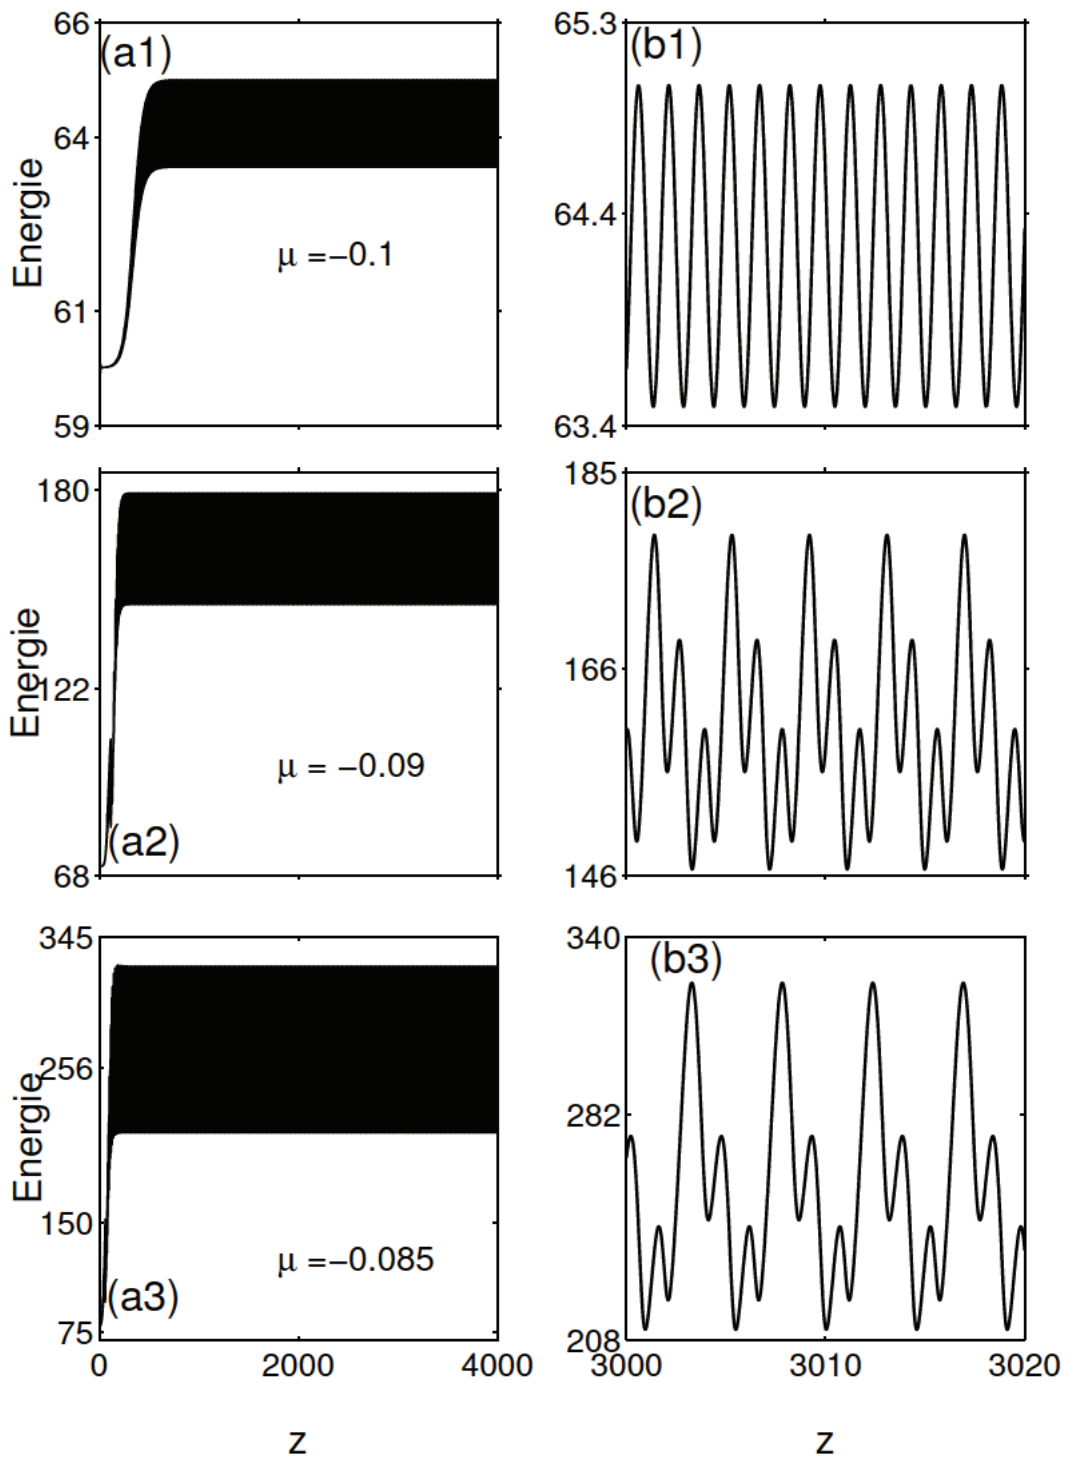 66
(a1)
64
Energie
μ =−0.1
61
59
65.3
(b1)
64.4
63.4
180
Energie
122
μ = −0.09
(a2)
68
185
(b2)
166
146
345
256
Energie
150
μ =−0.085
(a3)
75
0 2000 4000
z
340
(b3)
282
208
3000 3010 3020
z